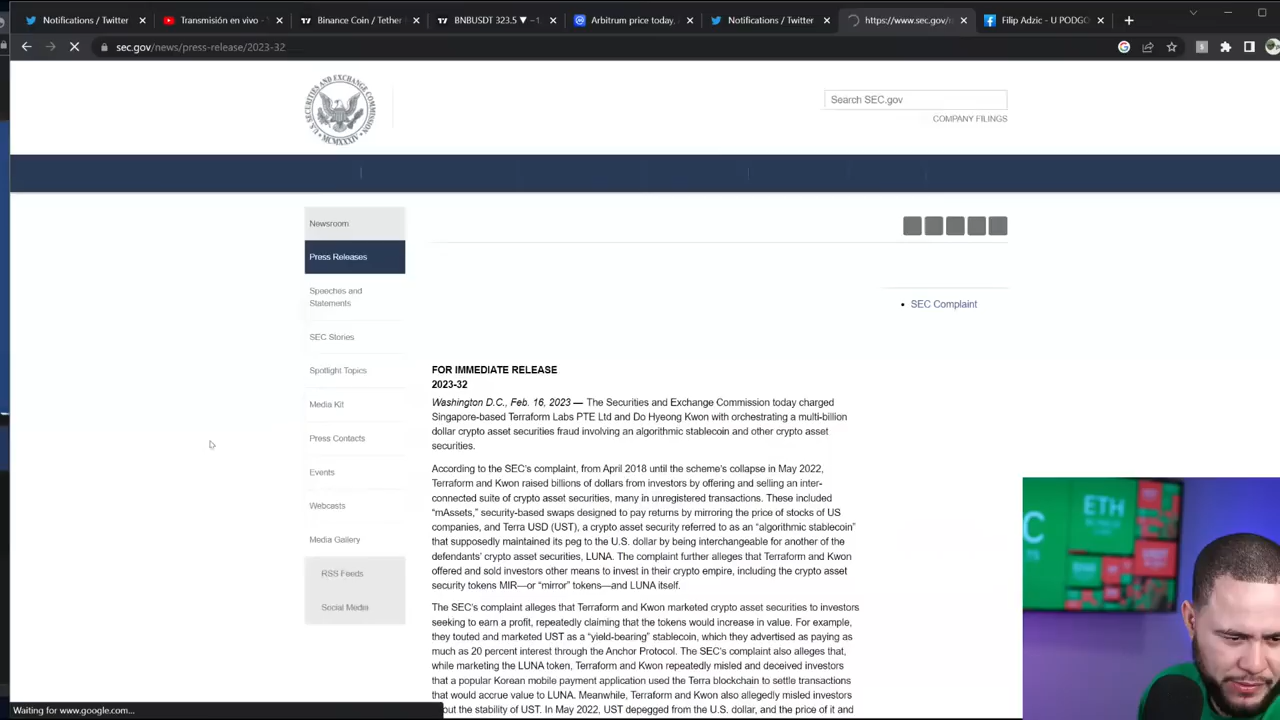 Notifications / Twitter
Transmisión en vivo -
Binance Coin / Tether
BNBUSDT 323.5 ▼ −1.
Arbitrum price today,
Notifications / Twitter
https://www.sec.gov/
Filip Adzic - U PODGO
sec.gov/news/press-release/2023-32
U.S. SECURITIES AND EXCHANGE COMMISSION
MCMXXXIV
Search SEC.gov
COMPANY FILINGS
Newsroom
Press Releases
Speeches and
Statements
SEC Stories
Spotlight Topics
Media Kit
Press Contacts
Events
Webcasts
Media Gallery
RSS Feeds
Social Media
• SEC Complaint
FOR IMMEDIATE RELEASE
2023-32
Washington D.C., Feb. 16, 2023 — The Securities and Exchange Commission today charged
Singapore-based Terraform Labs PTE Ltd and Do Hyeong Kwon with orchestrating a multi-billion
dollar crypto asset securities fraud involving an algorithmic stablecoin and other crypto asset
securities.
According to the SEC's complaint, from April 2018 until the scheme's collapse in May 2022,
Terraform and Kwon raised billions of dollars from investors by offering and selling an inter-
connected suite of crypto asset securities, many in unregistered transactions. These included
“mAssets,” security-based swaps designed to pay returns by mirroring the price of stocks of US
companies, and Terra USD (UST), a crypto asset security referred to as an “algorithmic stablecoin”
that supposedly maintained its peg to the U.S. dollar by being interchangeable for another of the
defendants' crypto asset securities, LUNA. The complaint further alleges that Terraform and Kwon
offered and sold investors other means to invest in their crypto empire, including the crypto asset
security tokens MIR—or “mirror” tokens—and LUNA itself.
The SEC's complaint alleges that Terraform and Kwon marketed crypto asset securities to investors
seeking to earn a profit, repeatedly claiming that the tokens would increase in value. For example,
they touted and marketed UST as a “yield-bearing” stablecoin, which they advertised as paying as
much as 20 percent interest through the Anchor Protocol. The SEC's complaint also alleges that,
while marketing the LUNA token, Terraform and Kwon repeatedly misled and deceived investors
that a popular Korean mobile payment application used the Terra blockchain to settle transactions
that would accrue value to LUNA. Meanwhile, Terraform and Kwon also allegedly misled investors
out the stability of UST. In May 2022, UST depegged from the U.S. dollar, and the price of it and
Waiting for www.google.com...
C
ETH